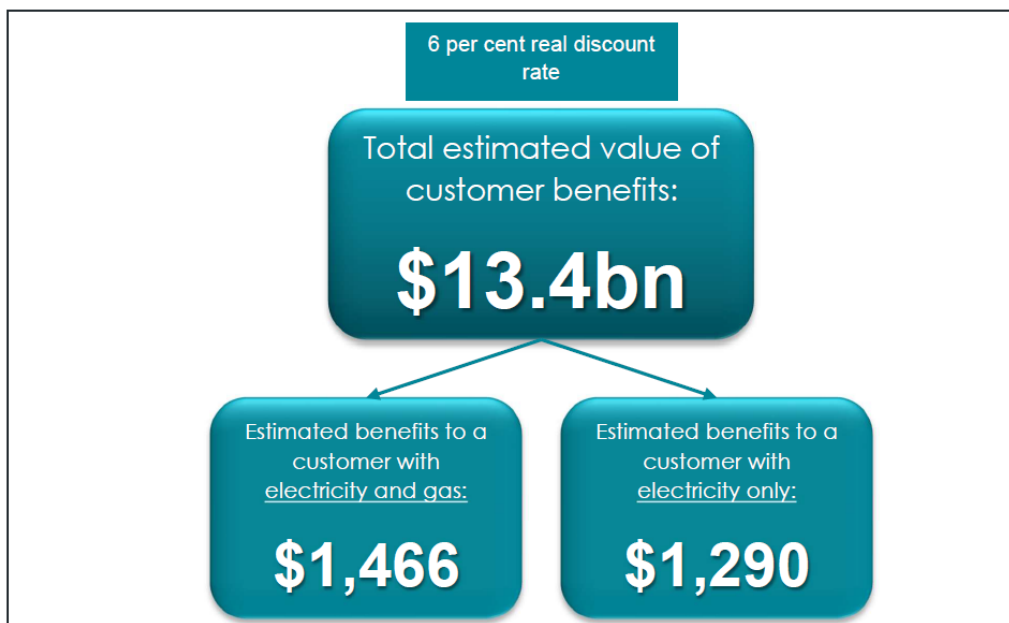 6 per cent real discount
rate
Total estimated value of
customer benefits:
$13.4bn
Estimated benefits to a
customer with
electricity and gas:
$1,466
Estimated benefits to a
customer with
electricity only:
$1,290